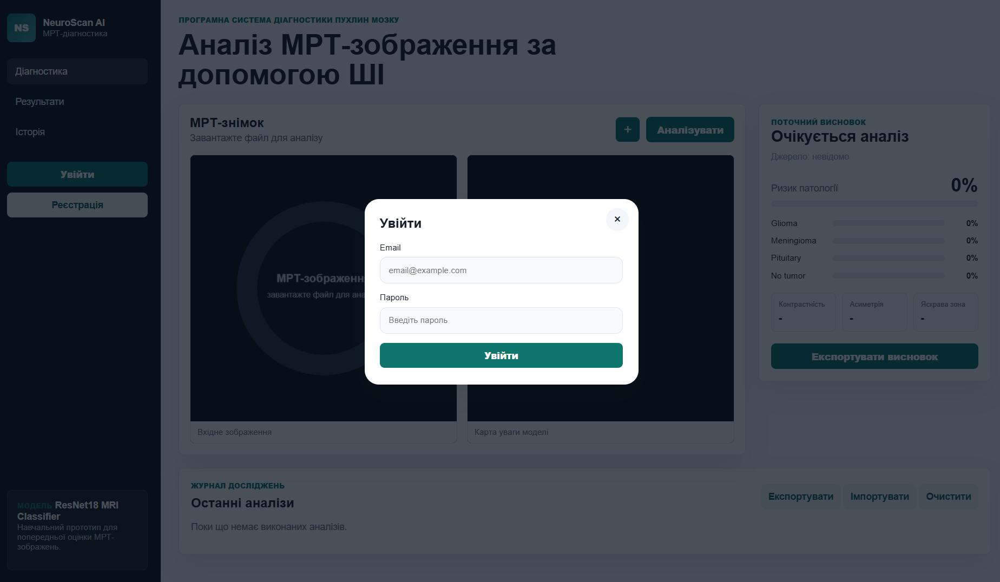 NS
NeuroScan AI
МРТ-діагностика
Діагностика
Результати
Історія
Увійти
Реєстрація
МОДЕЛЬ ResNet18 MRI
Classifier
Навчальний прототип для
попередньої оцінки МРТ-
зображень.
ПРОГРАМНА СИСТЕМА ДІАГНОСТИКИ ПУХЛИН МОЗКУ
Аналіз МРТ-зображення за
допомогою ШІ
МРТ-знімок
Завантажте файл для аналізу
+
Аналізувати
МРТ-зображення
завантажте файл для ана
Вхідне зображення
Карта уваги моделі
Увійти
×
Email
email@example.com
Пароль
Введіть пароль
Увійти
ПОТОЧНИЙ ВИСНОВОК
Очікується аналіз
Джерело: невідомо
Ризик патології 0%
Glioma 0%
Meningioma 0%
Pituitary 0%
No tumor 0%
Контрастність
-
Асиметрія
-
Яскрава зона
-
Експортувати висновок
ЖУРНАЛ ДОСЛІДЖЕНЬ
Останні аналізи
Експортувати Імпортувати Очистити
Поки що немає виконаних аналізів.